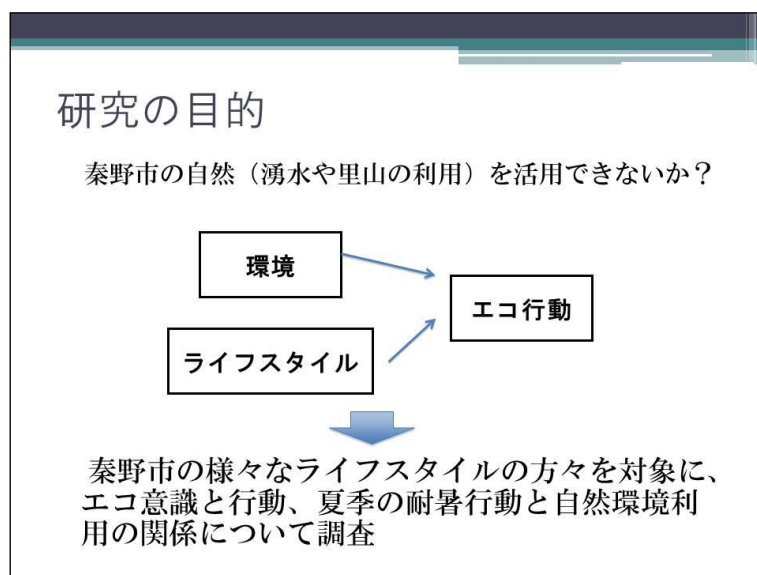 研究の目的
秦野市の自然（湧水や里山の利用）を活用できないか？
環境
エコ行動
ライフスタイル
秦野市の様々なライフスタイルの方々を対象に、
エコ意識と行動、夏季の耐暑行動と自然環境利
用の関係について調査